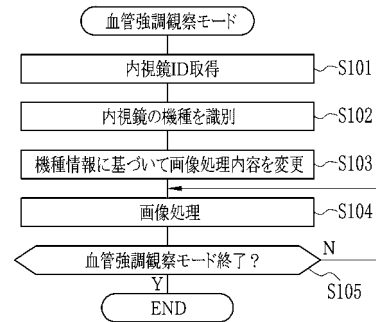 血管強調観察モード
内視鏡ID取得 S101
内視鏡の機種を識別 S102
機種情報に基づいて画像処理内容を変更 S103
画像処理 S104
血管強調観察モード終了? N
S105
Y
END